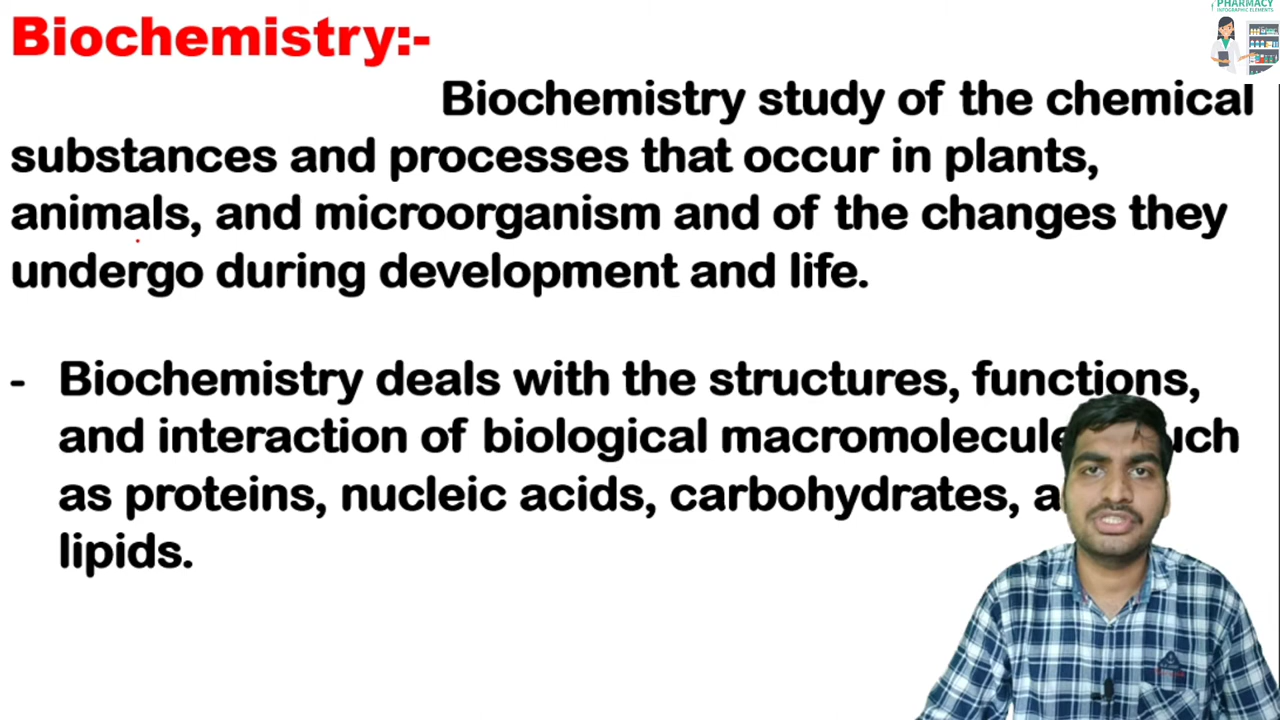 PHARMACY
INFOGRAPHIC ELEMENTS
Biochemistry:-
Biochemistry study of the chemical
substances and processes that occur in plants,
animals, and microorganism and of the changes they
undergo during development and life.
- Biochemistry deals with the structures, functions,
and interaction of biological
as proteins, nucleic acids, carbohydrates,
lipids.